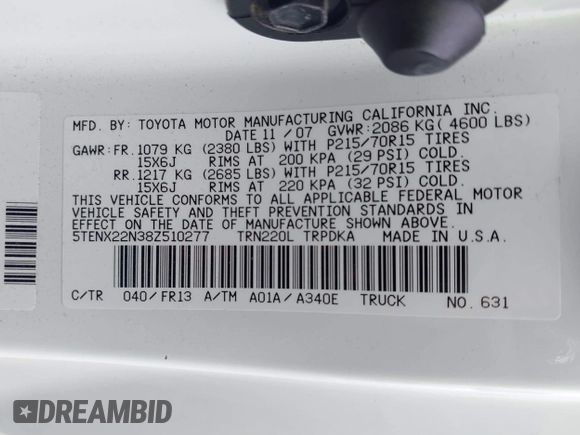 MFD. BY: TOYOTA MOTOR MANUFACTURING CALIFORNIA INC.
DATE 11 / 07 GVWR: 2086 KG( 4600 LBS)
GAWR: FR. 1079 KG (2380 LBS) WITH P215/70R15 TIRES
15X6J RIMS AT 200 KPA (29 PSI) COLD.
RR. 1217 KG (2685 LBS) WITH P215/70R15 TIRES
15X6J RIMS AT 220 KPA (32 PSI) COLD.
THIS VEHICLE CONFORMS TO ALL APPLICABLE FEDERAL MOTOR
VEHICLE SAFETY AND THEFT PREVENTION STANDARDS IN
EFFECT ON THE DATE OF MANUFACTURE SHOWN ABOVE.
5TENX22N38Z510277 TRN220L TRPDKA MADE IN U.S.A.
C/TR 040/FR13 A/TM A01A/A340E TRUCK NO. 631
DREAMBID